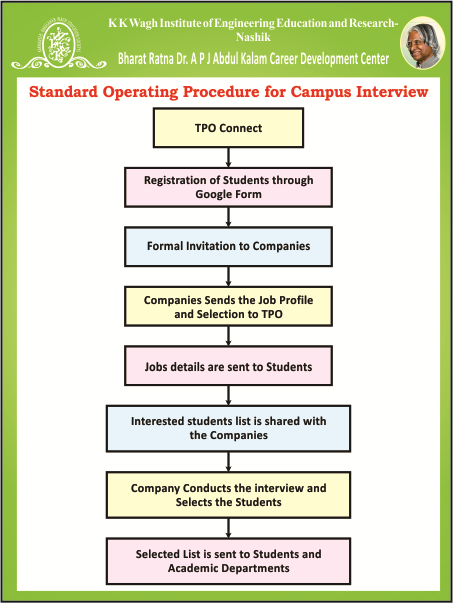 K K Wagh Institute of Engineering Education and Research-
Nashik
Bharat Ratna Dr. A P J Abdul Kalam Career Development Center
Standard Operating Procedure for Campus Interview
TPO Connect
Registration of Students through
Google Form
Formal Invitation to Companies
Companies Sends the Job Profile
and Selection to TPO
Jobs details are sent to Students
Interested students list is shared with
the Companies
Company Conducts the interview and
Selects the Students
Selected List is sent to Students and
Academic Departments